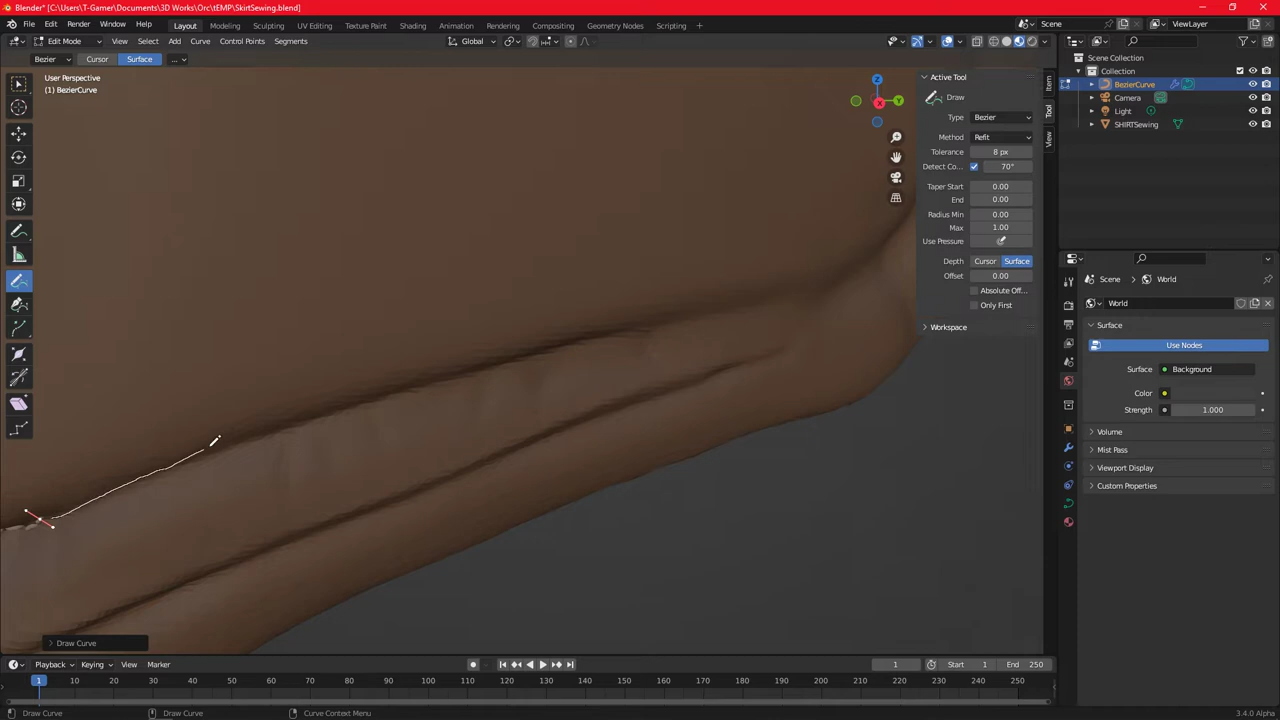 Blender* [C:\Users\T-Gamer\Documents\3D Works\Orc\tEMP\SkirtSewing.blend]
File Edit Render Window Help Layout Modeling Sculpting UV Editing Texture Paint Shading Animation Rendering Compositing Geometry Nodes Scripting Scene ViewLayer
Edit Mode View Select Add Curve Control Points Segments Global
Bezier Cursor Surface ...
User Perspective
(1) BezierCurve
Active Tool
Draw
Type Bezier
Method Refit
Tolerance 8 px
Detect Co... 70°
Taper Start 0.00
End 0.00
Radius Min 0.00
Max 1.00
Use Pressure
Depth Cursor Surface
Offset 0.00
Absolute Off...
Only First
Workspace
Item
Tool
View
Scene Collection
Collection
BezierCurve
Camera
Light
SHIRTSewing
Scene World
World
Surface
Use Nodes
Surface Background
Color
Strength 1.000
Volume
Mist Pass
Viewport Display
Custom Properties
Draw Curve
Playback Keying View Marker 1 Start 1 End 250
1 10 20 30 40 50 60 70 80 90 100 110 120 130 140 150 160 170 180 190 200 210 220 230 240 250
Draw Curve Draw Curve Curve Context Menu 3.4.0 Alpha